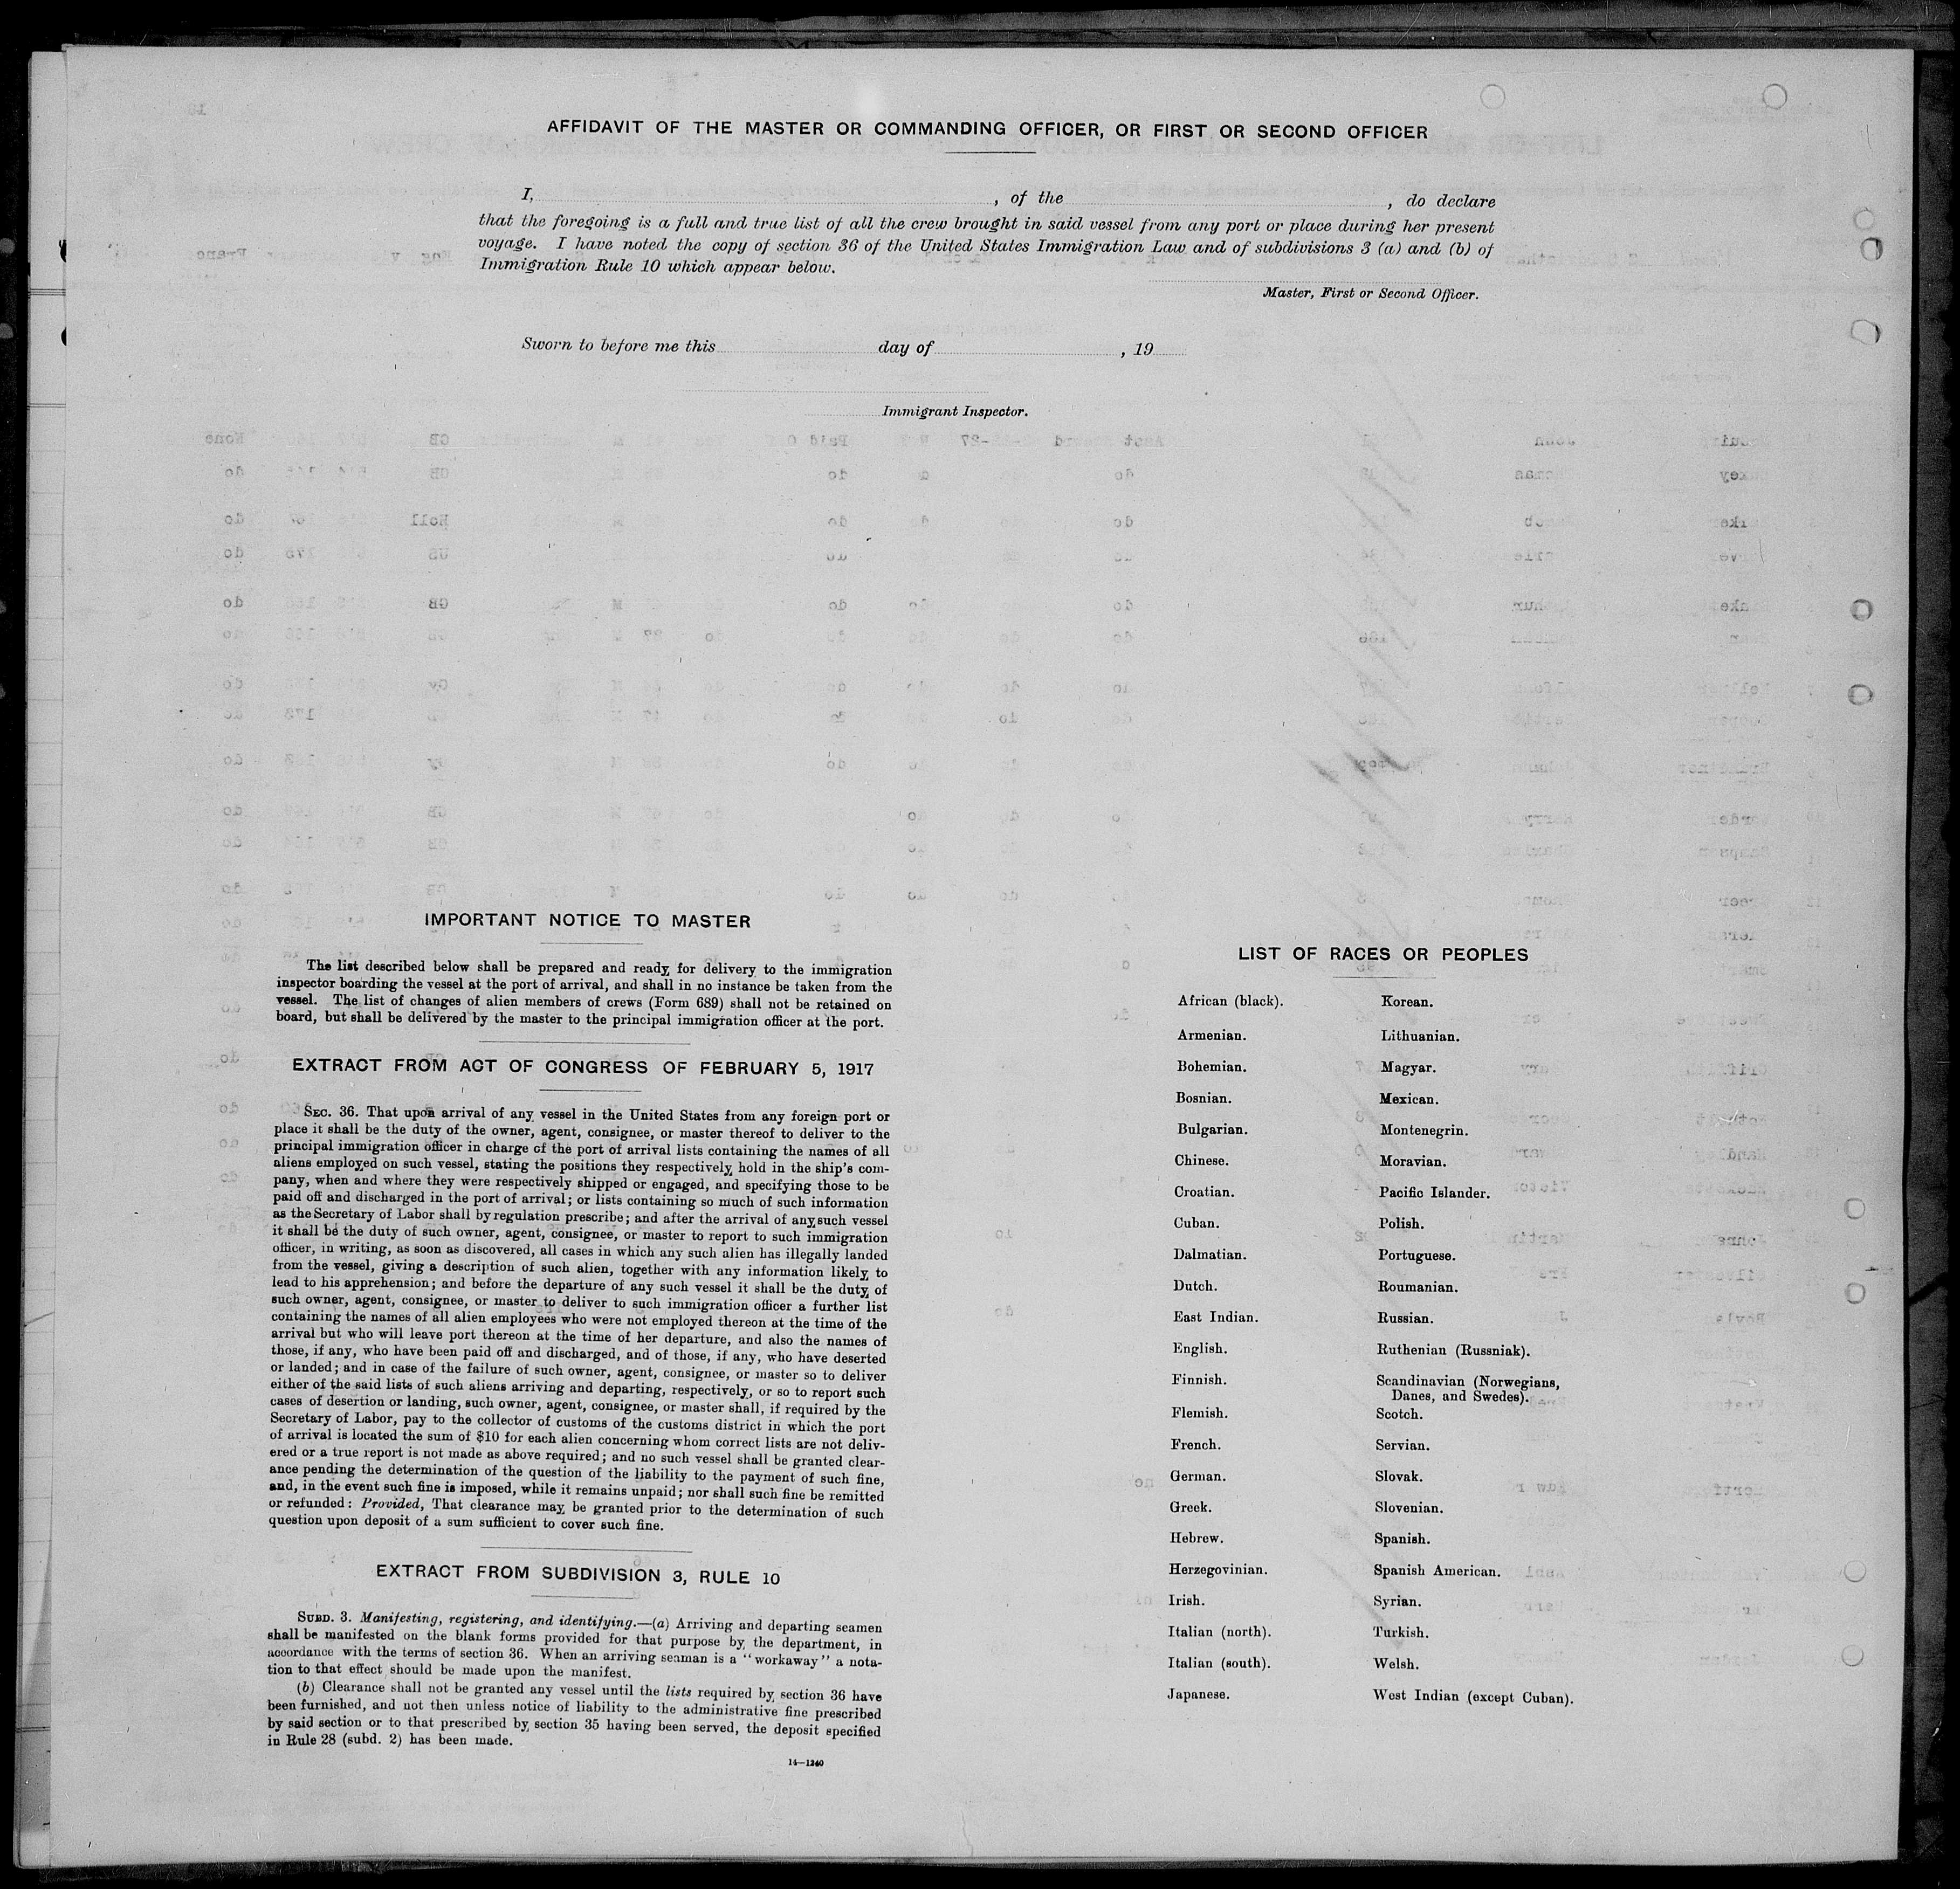 AFFIDAVIT OF THE MASTER OR COMMANDING OFFICER, OR FIRST OR SECOND OFFICER
I, , of the , do declare
that the foregoing is a full and true list of all the crew brought in said vessel from any port or place during her present
voyage. I have noted the copy of section 36 of the United States Immigration Law and of subdivisions 3 (a) and (b) of
Immigration Rule 10 which appear below.
Master, First or Second Officer.
Sworn to before me this day of , 19
Immigrant Inspector.
IMPORTANT NOTICE TO MASTER
The list described below shall be prepared and ready for delivery to the immigration
inspector boarding the vessel at the port of arrival, and shall in no instance be taken from the
vessel. The list of changes of alien members of crews (Form 689) shall not be retained on
board, but shall be delivered by the master to the principal immigration officer at the port.
EXTRACT FROM ACT OF CONGRESS OF FEBRUARY 5, 1917
SEC. 36. That upon arrival of any vessel in the United States from any foreign port or
place it shall be the duty of the owner, agent, consignee, or master thereof to deliver to the
principal immigration officer in charge of the port of arrival lists containing the names of all
aliens employed on such vessel, stating the positions they respectively hold in the ship's com-
pany, when and where they were respectively shipped or engaged, and specifying those to be
paid off and discharged in the port of arrival; or lists containing so much of such information
as the Secretary of Labor shall by regulation prescribe; and after the arrival of any such vessel
it shall be the duty of such owner, agent, consignee, or master to report to such immigration
officer, in writing, as soon as discovered, all cases in which any such alien has illegally landed
from the vessel, giving a description of such alien, together with any information likely to
lead to his apprehension; and before the departure of any such vessel it shall be the duty of
such owner, agent, consignee, or master to deliver to such immigration officer a further list
containing the names of all alien employees who were not employed thereon at the time of the
arrival but who will leave port thereon at the time of her departure, and also the names of
those, if any, who have been paid off and discharged, and of those, if any, who have deserted
or landed; and in case of the failure of such owner, agent, consignee, or master so to deliver
either of the said lists of such aliens arriving and departing, respectively, or so to report such
cases of desertion or landing, such owner, agent, consignee, or master shall, if required by the
Secretary of Labor, pay to the collector of customs of the customs district in which the port
of arrival is located the sum of $10 for each alien concerning whom correct lists are not deliv-
ered or a true report is not made as above required; and no such vessel shall be granted clear-
ance pending the determination of the question of the liability to the payment of such fine,
and, in the event such fine is imposed, while it remains unpaid; nor shall such fine be remitted
or refunded: Provided, That clearance may be granted prior to the determination of such
question upon deposit of a sum sufficient to cover such fine.
EXTRACT FROM SUBDIVISION 3, RULE 10
SUBD. 3. Manifesting, registering, and identifying.—(a) Arriving and departing seamen
shall be manifested on the blank forms provided for that purpose by the department, in
accordance with the terms of section 36. When an arriving seaman is a "workaway" a nota-
tion to that effect should be made upon the manifest.
(b) Clearance shall not be granted any vessel until the lists required by section 36 have
been furnished, and not then unless notice of liability to the administrative fine prescribed
by said section or to that prescribed by section 35 having been served, the deposit specified
in Rule 28 (subd. 2) has been made.
14—1240
LIST OF RACES OR PEOPLES
African (black).
Armenian.
Bohemian.
Bosnian.
Bulgarian.
Chinese.
Croatian.
Cuban.
Dalmatian.
Dutch.
East Indian.
English.
Finnish.
Flemish.
French.
German.
Greek.
Hebrew.
Herzegovinian.
Irish.
Italian (north).
Italian (south).
Japanese.
Korean.
Lithuanian.
Magyar.
Mexican.
Montenegrin.
Moravian.
Pacific Islander.
Polish.
Portuguese.
Roumanian.
Russian.
Ruthenian (Russniak).
Scandinavian (Norwegians,
Danes, and Swedes).
Scotch.
Servian.
Slovak.
Slovenian.
Spanish.
Spanish American.
Syrian.
Turkish.
Welsh.
West Indian (except Cuban).